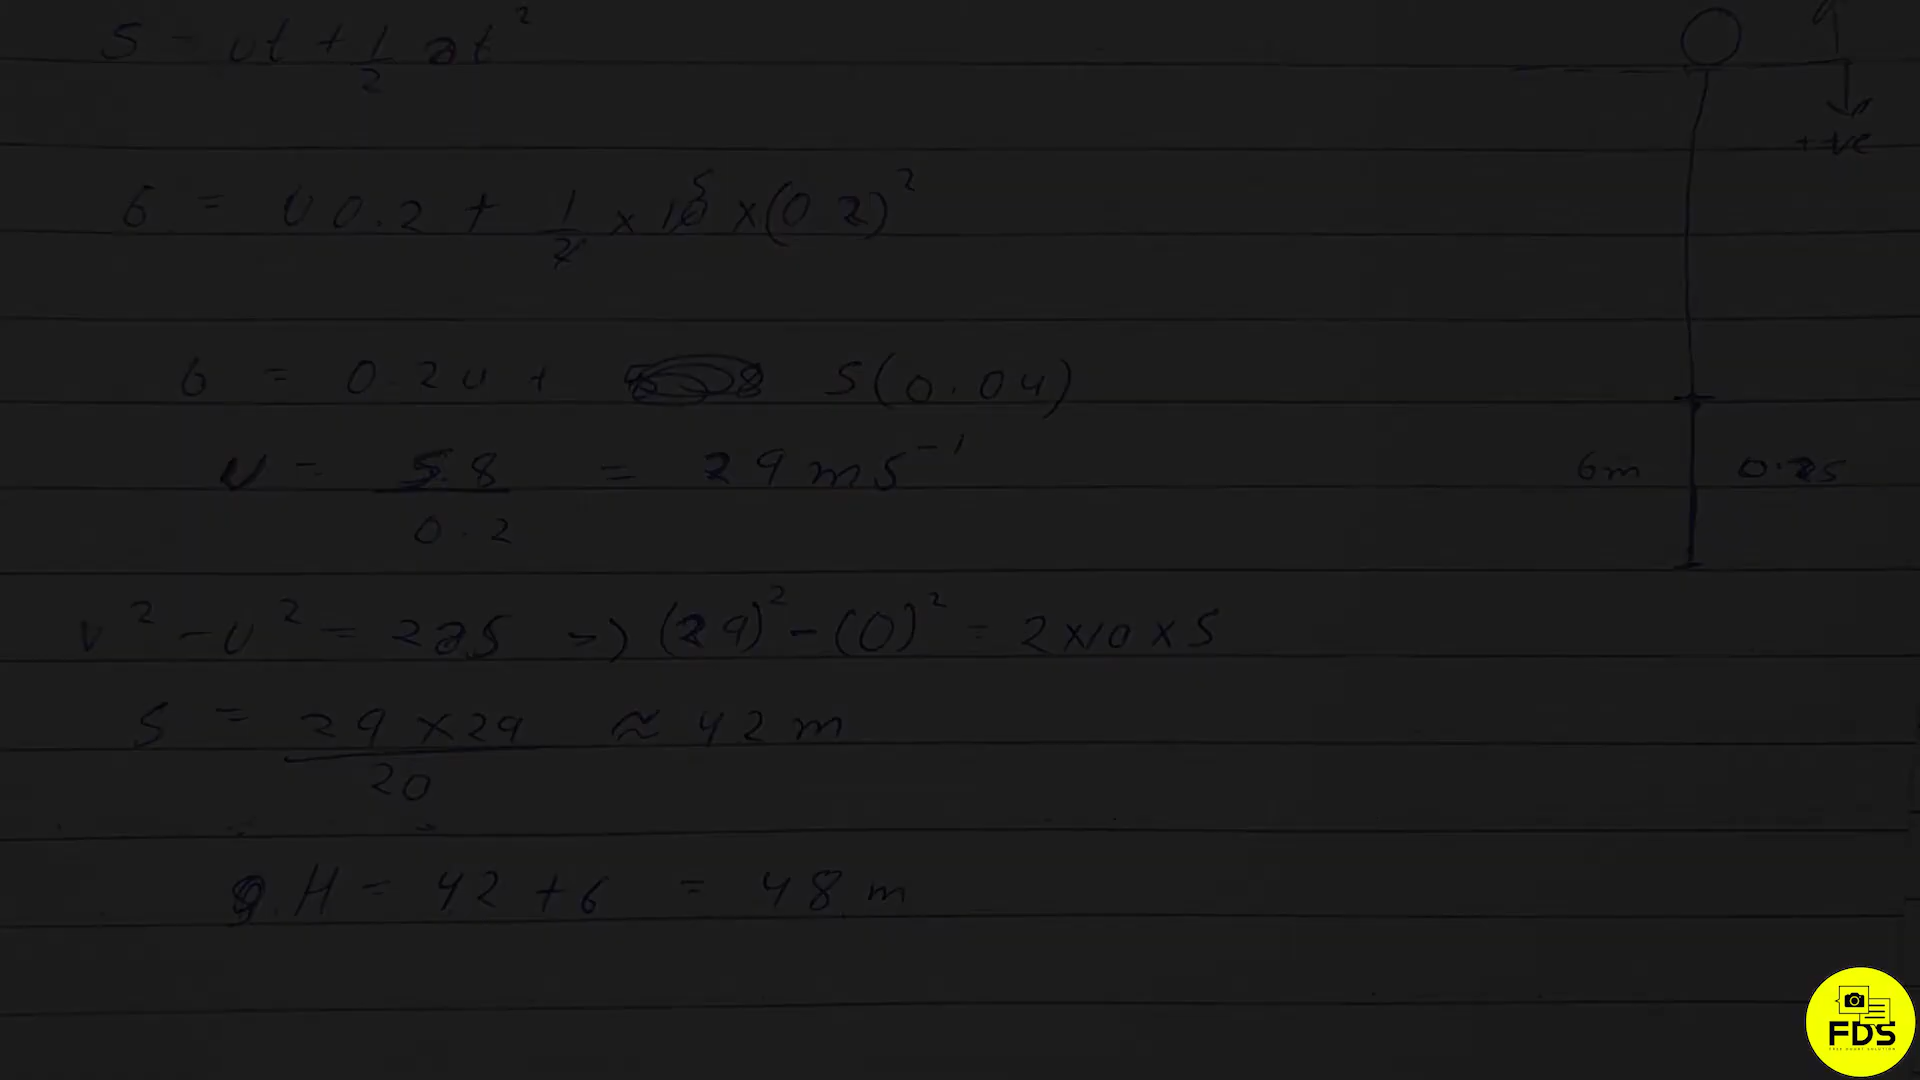 S = ut + 1/2 at²
+ve
6 = u 0.2 + 1/2 × 10 5 × (0.2)²
6 = 0.2u + 5(0.04)
u = 5.8/0.2 = 29 ms⁻¹
6m 0.2s
v² - u² = 2as => (29)² - (0)² = 2×10×S
S = 29×29/20 ≈ 42 m
H = 42 + 6 = 48 m
FDS